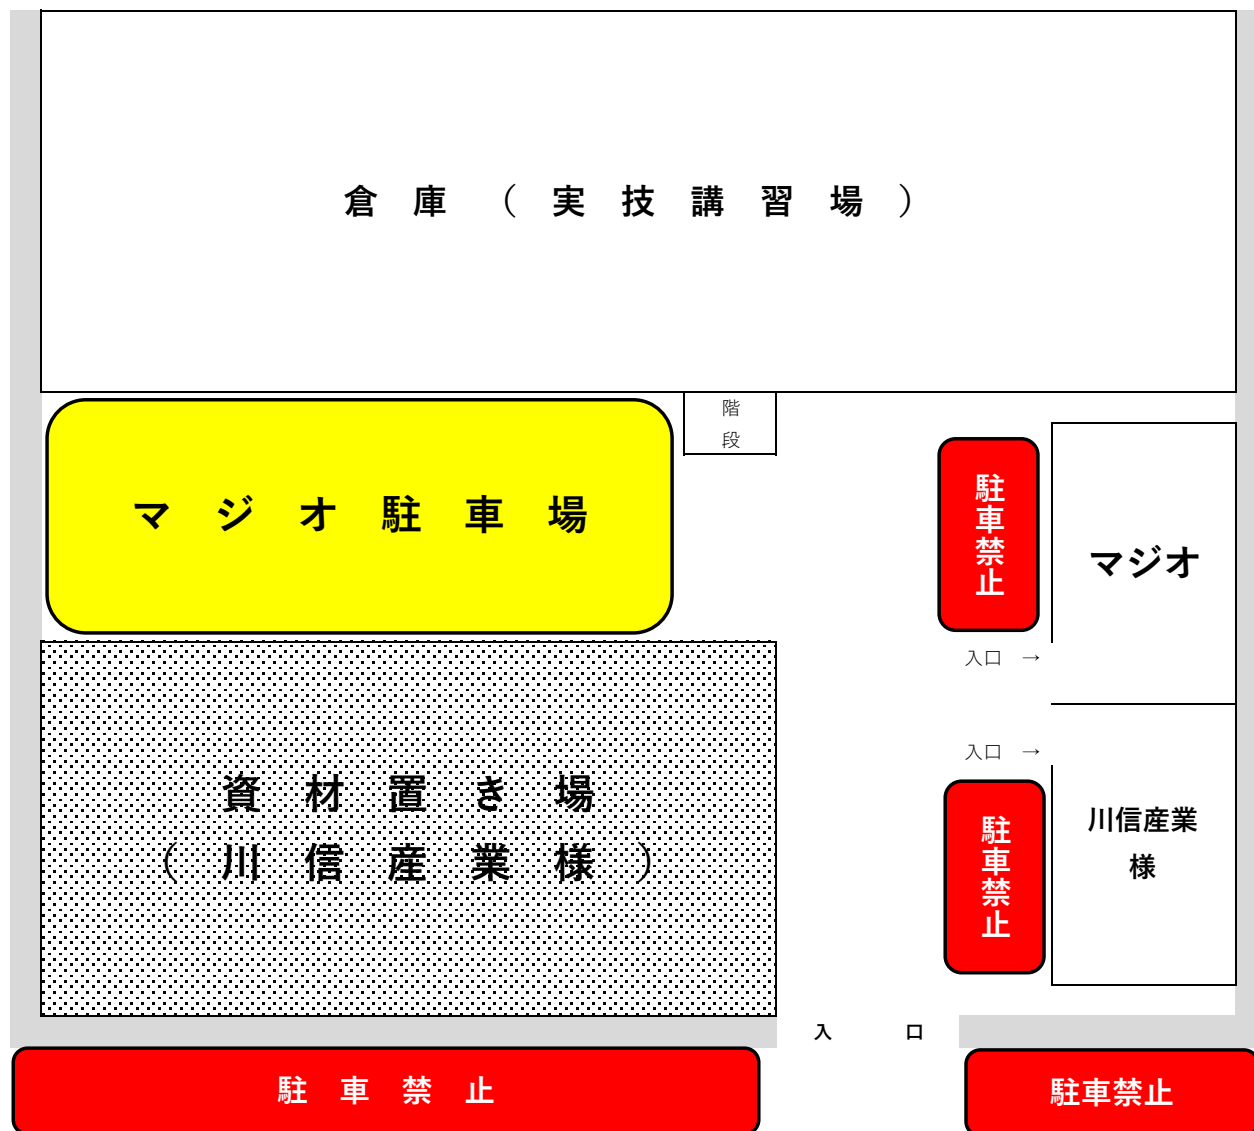 倉庫(実技講習場)
階
段
マジオ駐車場
駐車禁止
マジオ
入口 →
入口 →
資材置き場
(川信産業様)
駐車禁止
川信産業
様
入口
駐車禁止
駐車禁止